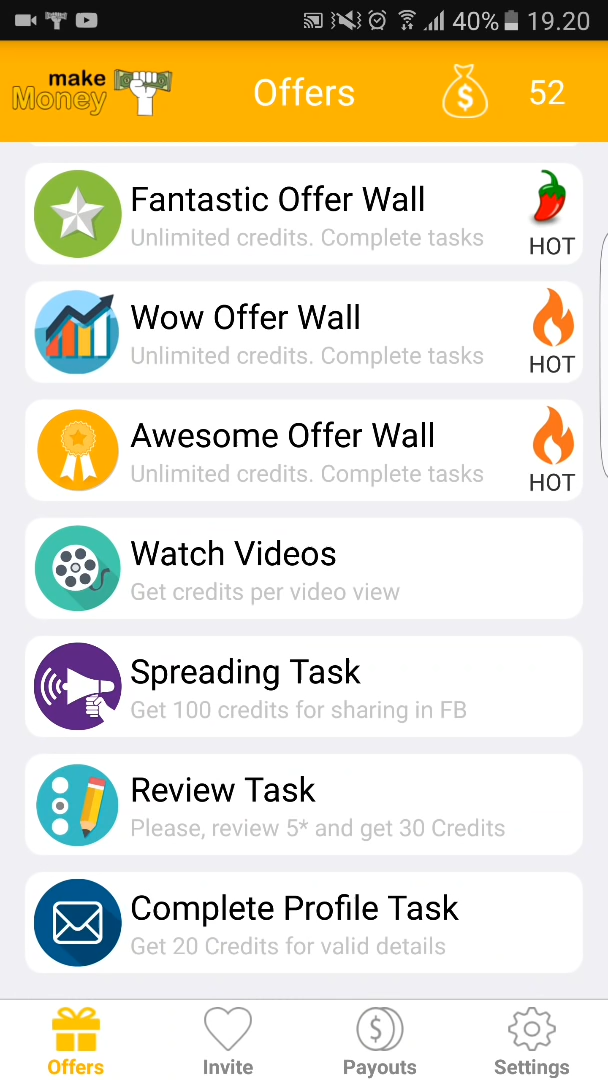 40% 19.20
make
Money
Offers
$ 52
Fantastic Offer Wall
Unlimited credits. Complete tasks
HOT
Wow Offer Wall
Unlimited credits. Complete tasks
HOT
Awesome Offer Wall
Unlimited credits. Complete tasks
HOT
Watch Videos
Get credits per video view
Spreading Task
Get 100 credits for sharing in FB
Review Task
Please, review 5* and get 30 Credits
Complete Profile Task
Get 20 Credits for valid details
Offers
Invite
$
Payouts
Settings